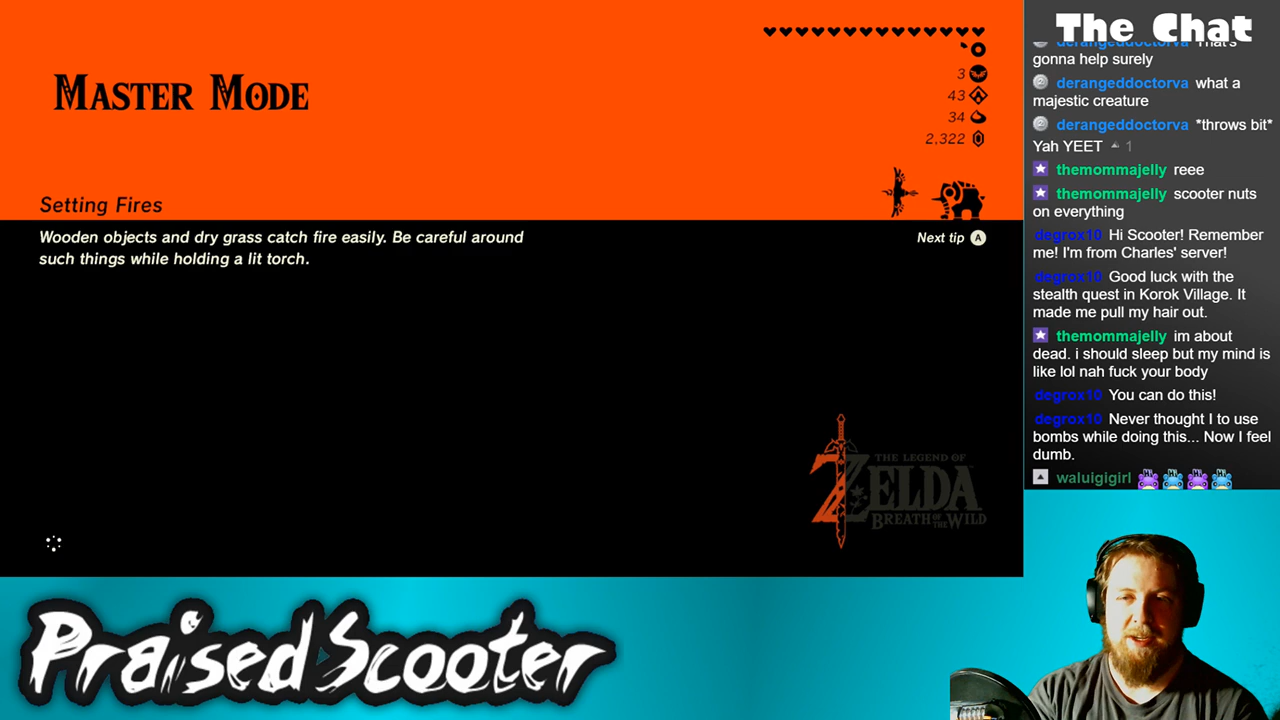 MASTER MODE
3
43
34
2,322
Setting Fires
Wooden objects and dry grass catch fire easily. Be careful around
such things while holding a lit torch.
Next tip A
THE LEGEND OF
ZELDA
BREATH OF THE WILD
PraisedScooter
The Chat
derangeddoctorva That's
gonna help surely
derangeddoctorva what a
majestic creature
derangeddoctorva *throws bit*
Yah YEET 1
themommajelly reee
themommajelly scooter nuts
on everything
degrox10 Hi Scooter! Remember
me! I'm from Charles' server!
degrox10 Good luck with the
stealth quest in Korok Village. It
made me pull my hair out.
themommajelly im about
dead. i should sleep but my mind is
like lol nah fuck your body
degrox10 You can do this!
degrox10 Never thought I to use
bombs while doing this... Now I feel
dumb.
waluigigirl